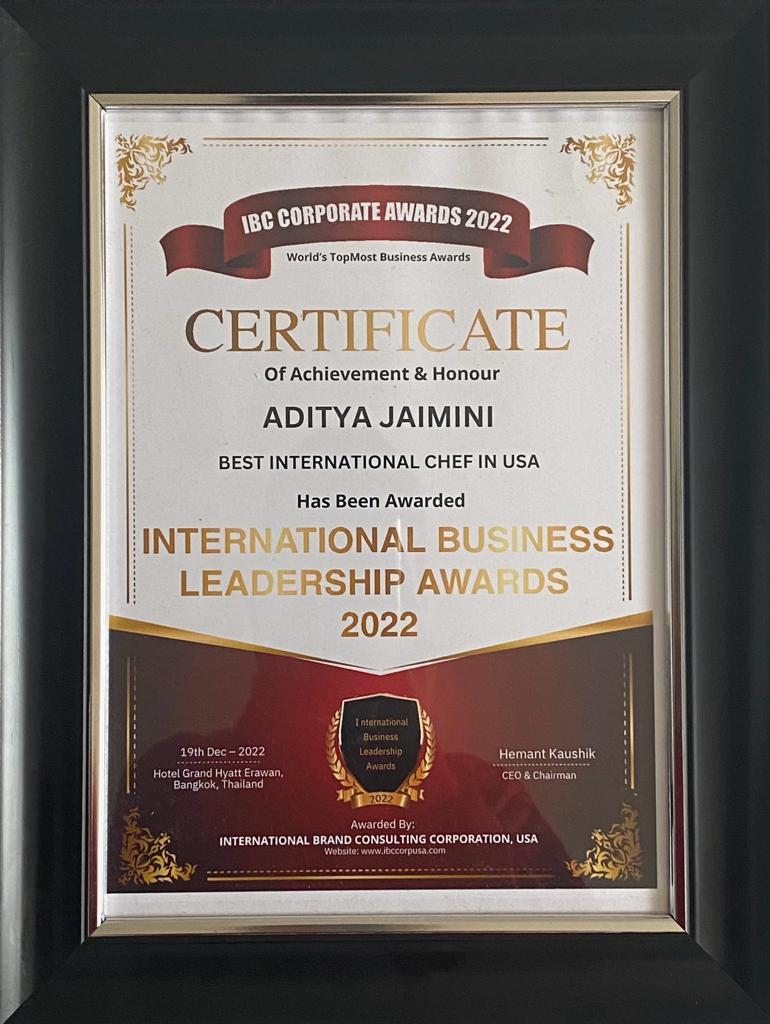 IBC CORPORATE AWARDS 2022
World's TopMost Business Awards
CERTIFICATE
Of Achievement & Honour
ADITYA JAIMINI
BEST INTERNATIONAL CHEF IN USA
Has Been Awarded
INTERNATIONAL BUSINESS
LEADERSHIP AWARDS
2022
I nternational
Business
Leadership
Awards
2022
19th Dec – 2022
Hotel Grand Hyatt Erawan,
Bangkok, Thailand
Hemant Kaushik
CEO & Chairman
Awarded By:
INTERNATIONAL BRAND CONSULTING CORPORATION, USA
Website: www.ibccorpusa.com